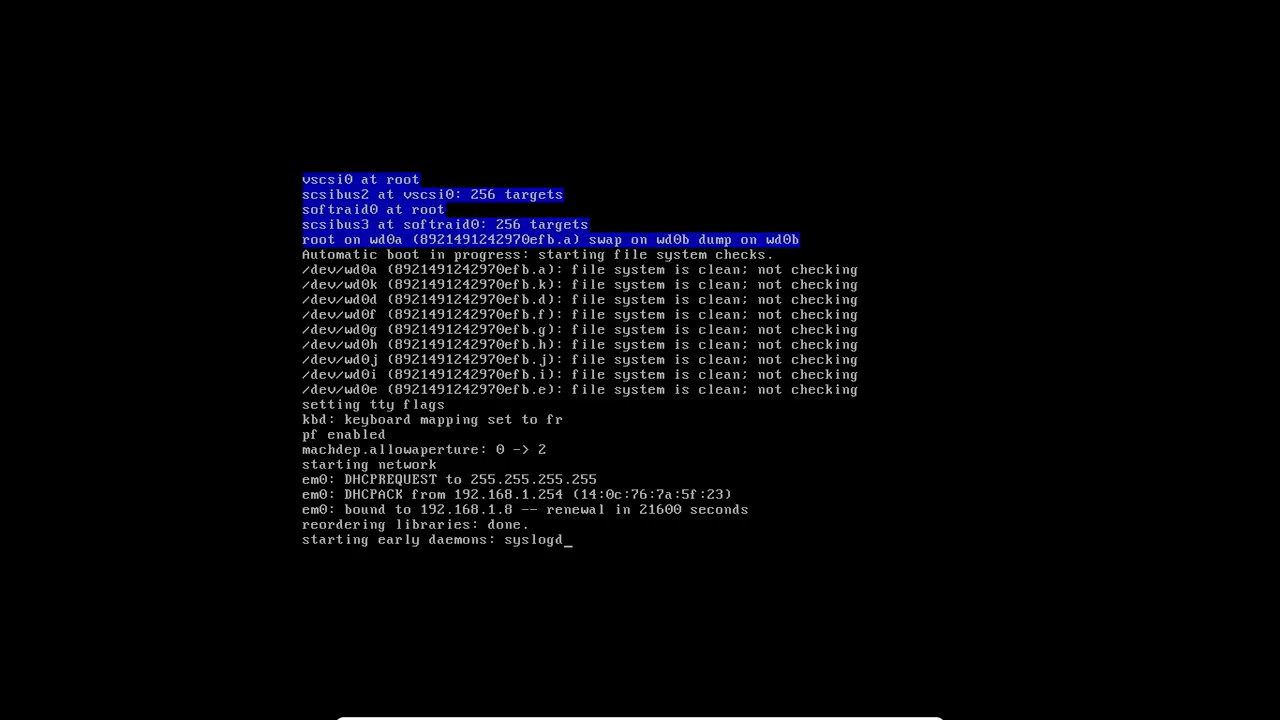 vscsi0 at root
scsibus2 at vscsi0: 256 targets
softraid0 at root
scsibus3 at softraid0: 256 targets
root on wd0a (8921491242970efb.a) swap on wd0b dump on wd0b
Automatic boot in progress: starting file system checks.
/dev/wd0a (8921491242970efb.a): file system is clean; not checking
/dev/wd0k (8921491242970efb.k): file system is clean; not checking
/dev/wd0d (8921491242970efb.d): file system is clean; not checking
/dev/wd0f (8921491242970efb.f): file system is clean; not checking
/dev/wd0g (8921491242970efb.g): file system is clean; not checking
/dev/wd0h (8921491242970efb.h): file system is clean; not checking
/dev/wd0j (8921491242970efb.j): file system is clean; not checking
/dev/wd0i (8921491242970efb.i): file system is clean; not checking
/dev/wd0e (8921491242970efb.e): file system is clean; not checking
setting tty flags
kbd: keyboard mapping set to fr
pf enabled
machdep.allowaperture: 0 -> 2
starting network
em0: DHCPREQUEST to 255.255.255.255
em0: DHCPACK from 192.168.1.254 (14:0c:76:7a:5f:23)
em0: bound to 192.168.1.8 -- renewal in 21600 seconds
reordering libraries: done.
starting early daemons: syslogd_